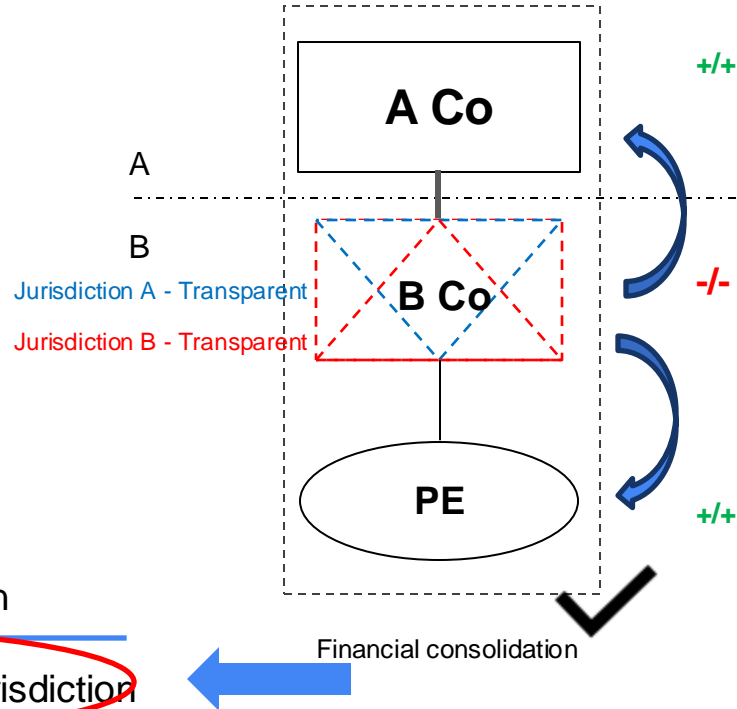 A Co
+/+
A
B
Jurisdiction A - Transparent
B Co
-/-
Jurisdiction B - Transparent
PE
+/+
Financial consolidation